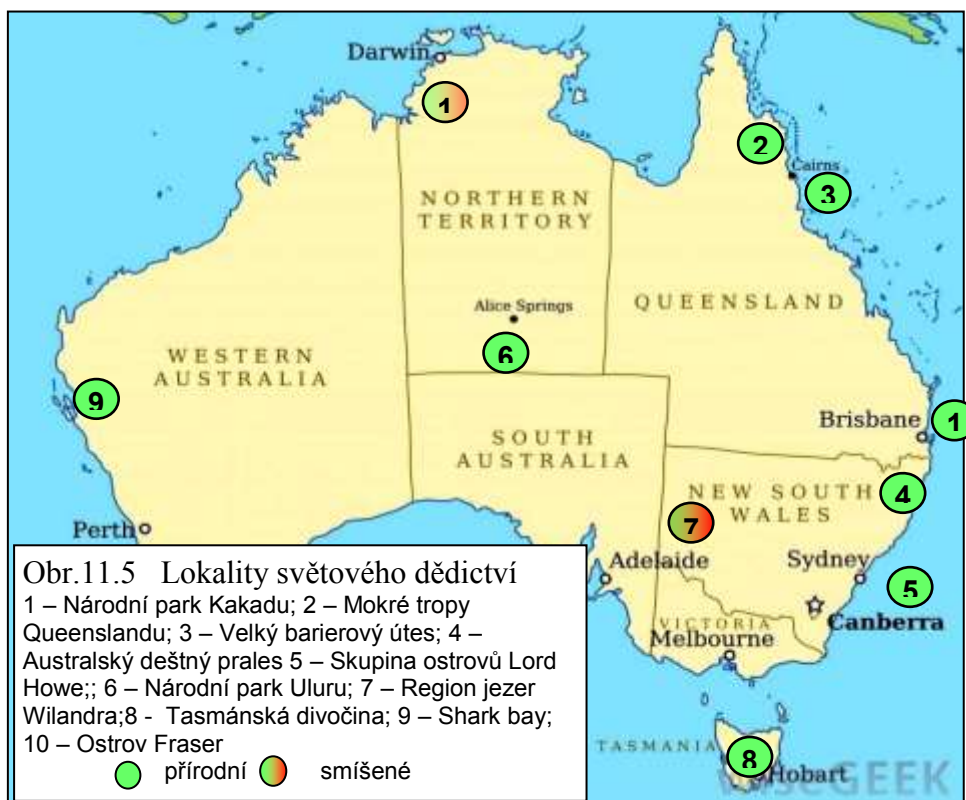 Darwin
1
2
Cairns
3
NORTHERN
TERRITORY
Alice Springs
QUEENSLAND
6
WESTERN
AUSTRALIA
9
Brisbane
1
SOUTH
AUSTRALIA
NEW SOUTH
WALES
4
7
Perth
Adelaide
Sydney
5
Canberra
VICTORIA
Melbourne
Obr.11.5 Lokality světového dědictví
1 – Národní park Kakadu; 2 – Mokré tropy
Queenslandu; 3 – Velký barierový útes; 4 –
Australský deštný prales 5 – Skupina ostrovů Lord
Howe;; 6 – Národní park Uluru; 7 – Region jezer
Wilandra;8 - Tasmánská divočina; 9 – Shark bay;
10 – Ostrov Fraser
přírodní smíšené
TASMANIA
8
Hobart
GEEK